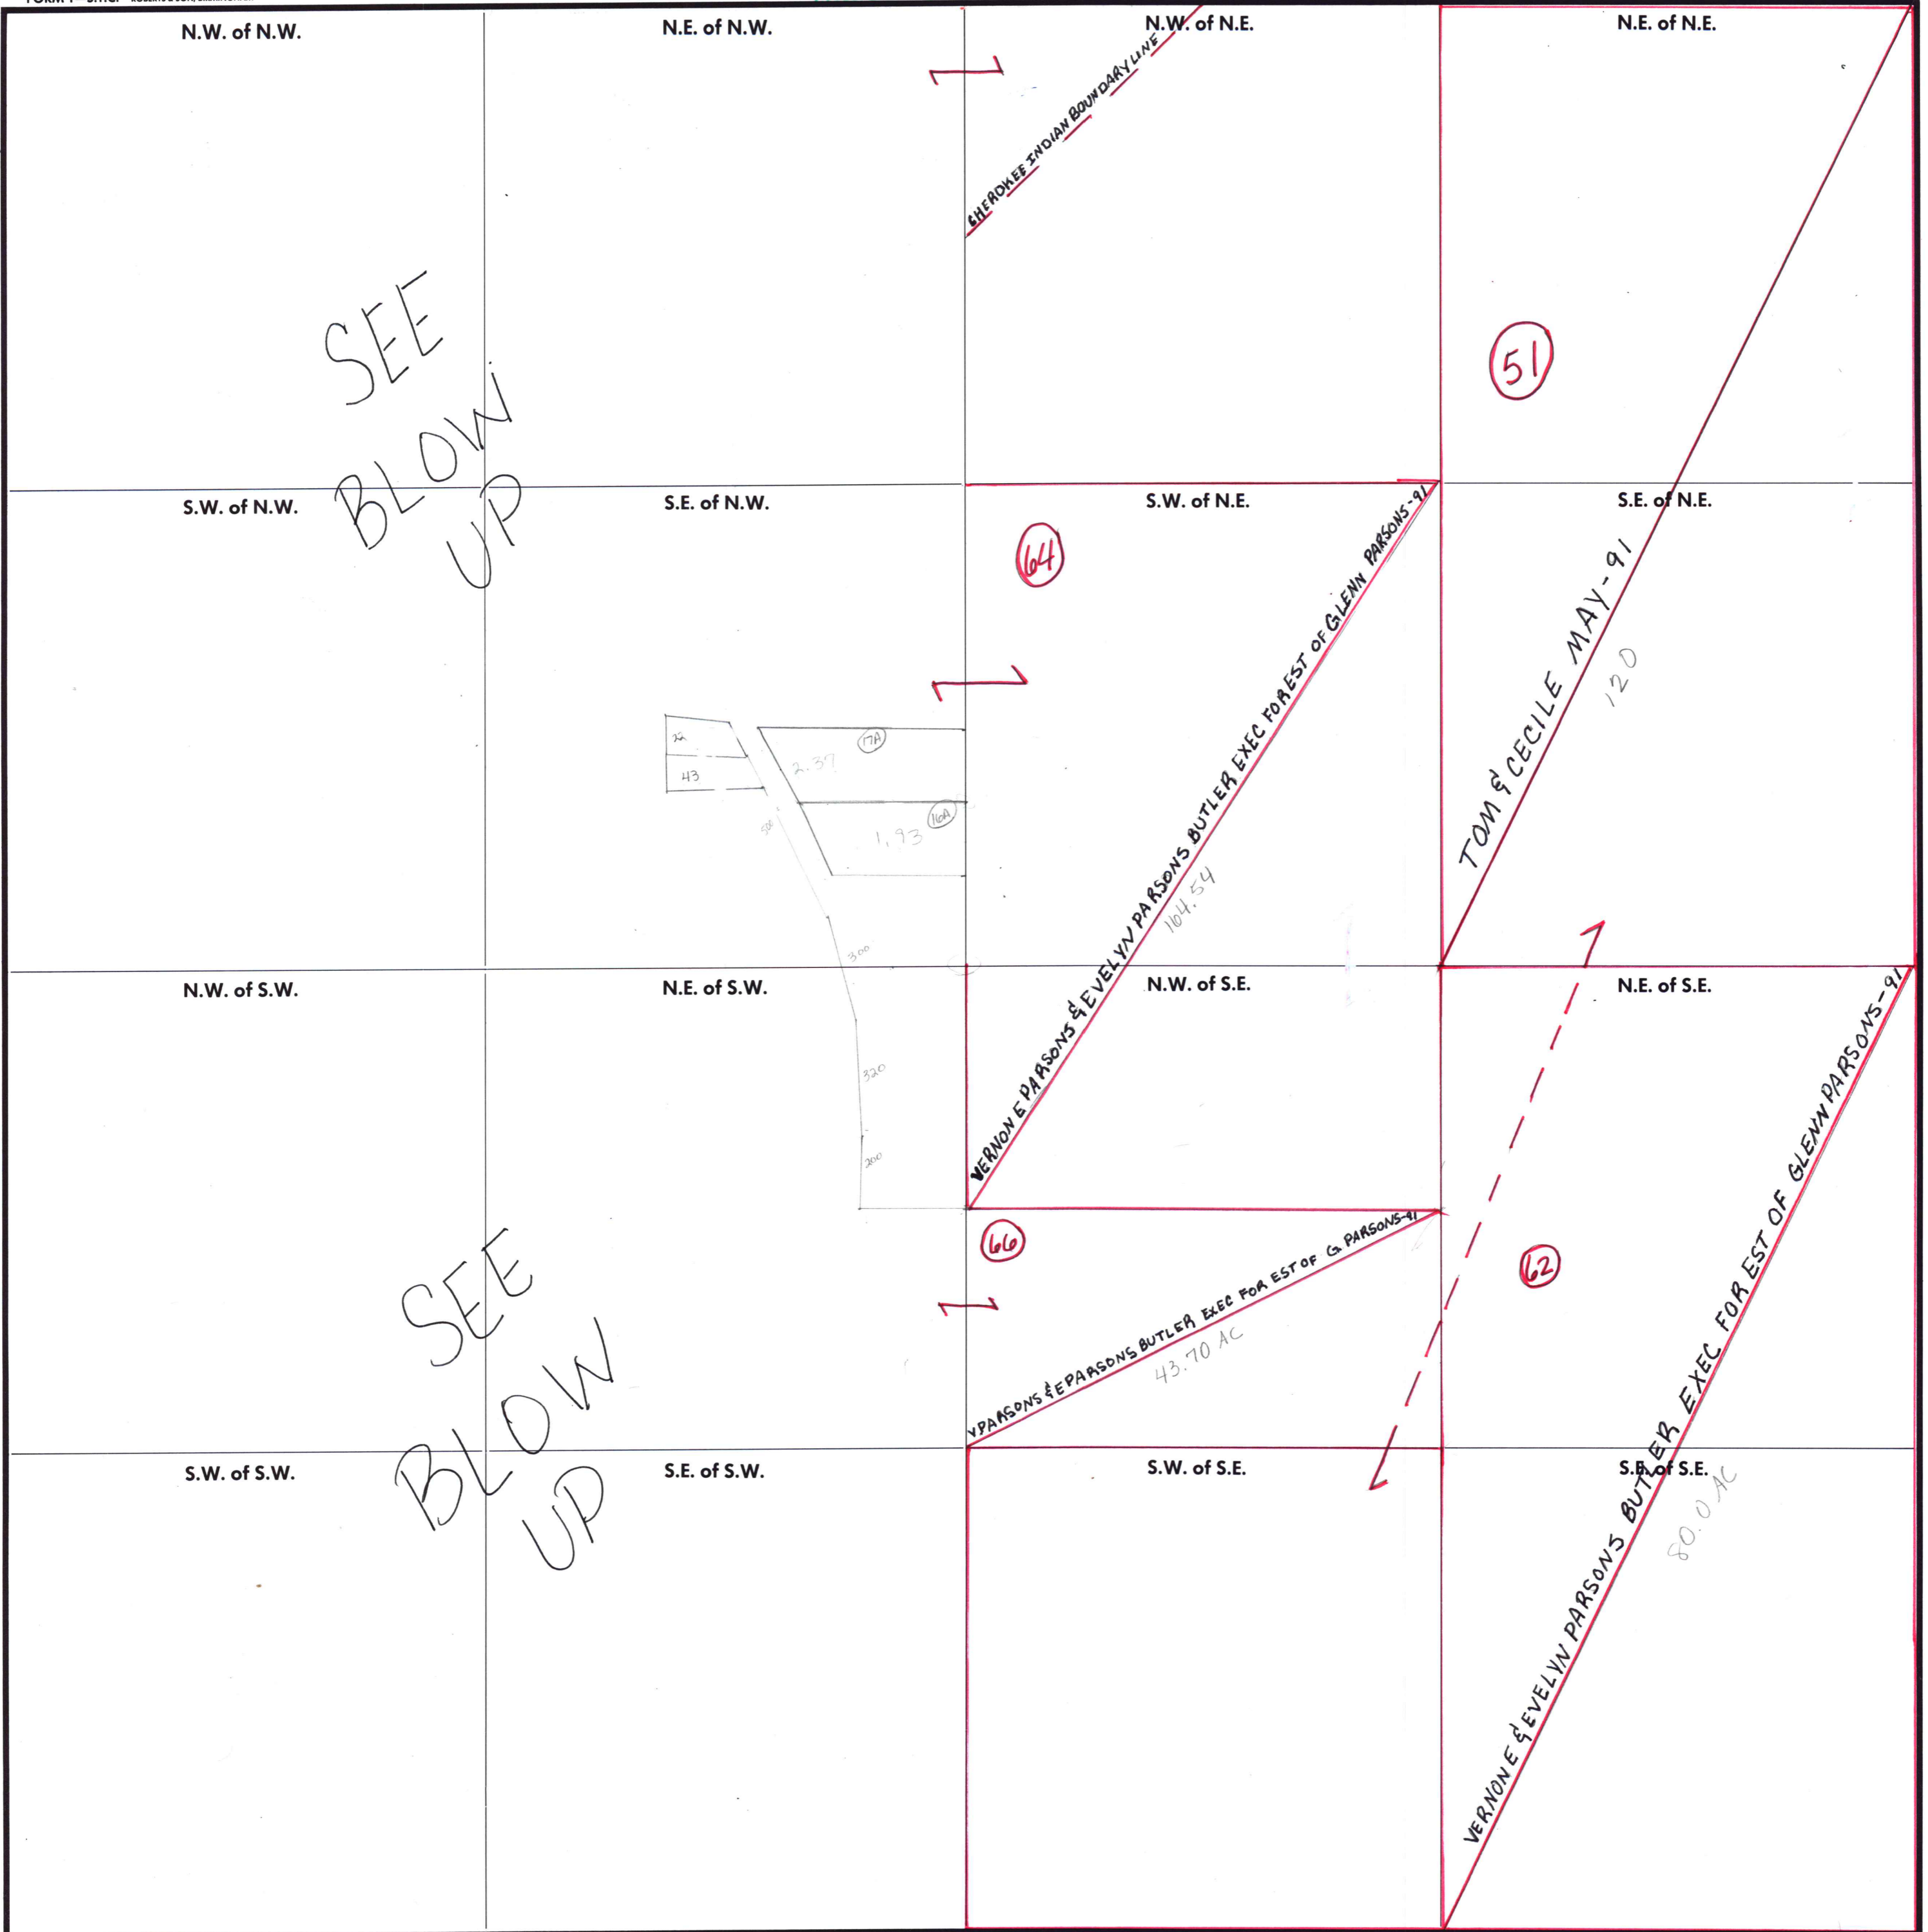 N.W. of N.W.
N.E. of N.W.
N.W. of N.E.
N.E. of N.E.
CHEROKEE INDIAN BOUNDARY LINE
SEE
BLOW
UP
51
S.W. of N.W.
S.E. of N.W.
S.W. of N.E.
S.E. of N.E.
64
VERNON E PARSONS & EVELYN PARSONS BUTLER EXEC FOR EST OF GLENN PARSONS-91
164.54
TOM & CECILE MAY-91
120
22
43
17A
2.37
16A
1.93
500
300
N.W. of S.W.
N.E. of S.W.
N.W. of S.E.
N.E. of S.E.
320
200
SEE
BLOW
UP
66
V PARSONS & E PARSONS BUTLER EXEC FOR EST OF G. PARSONS-91
43.70 AC
62
VERNON E & EVELYN PARSONS BUTLER EXEC FOR EST OF GLENN PARSONS-91
80.0 AC
S.W. of S.W.
S.E. of S.W.
S.W. of S.E.
S.E. of S.E.